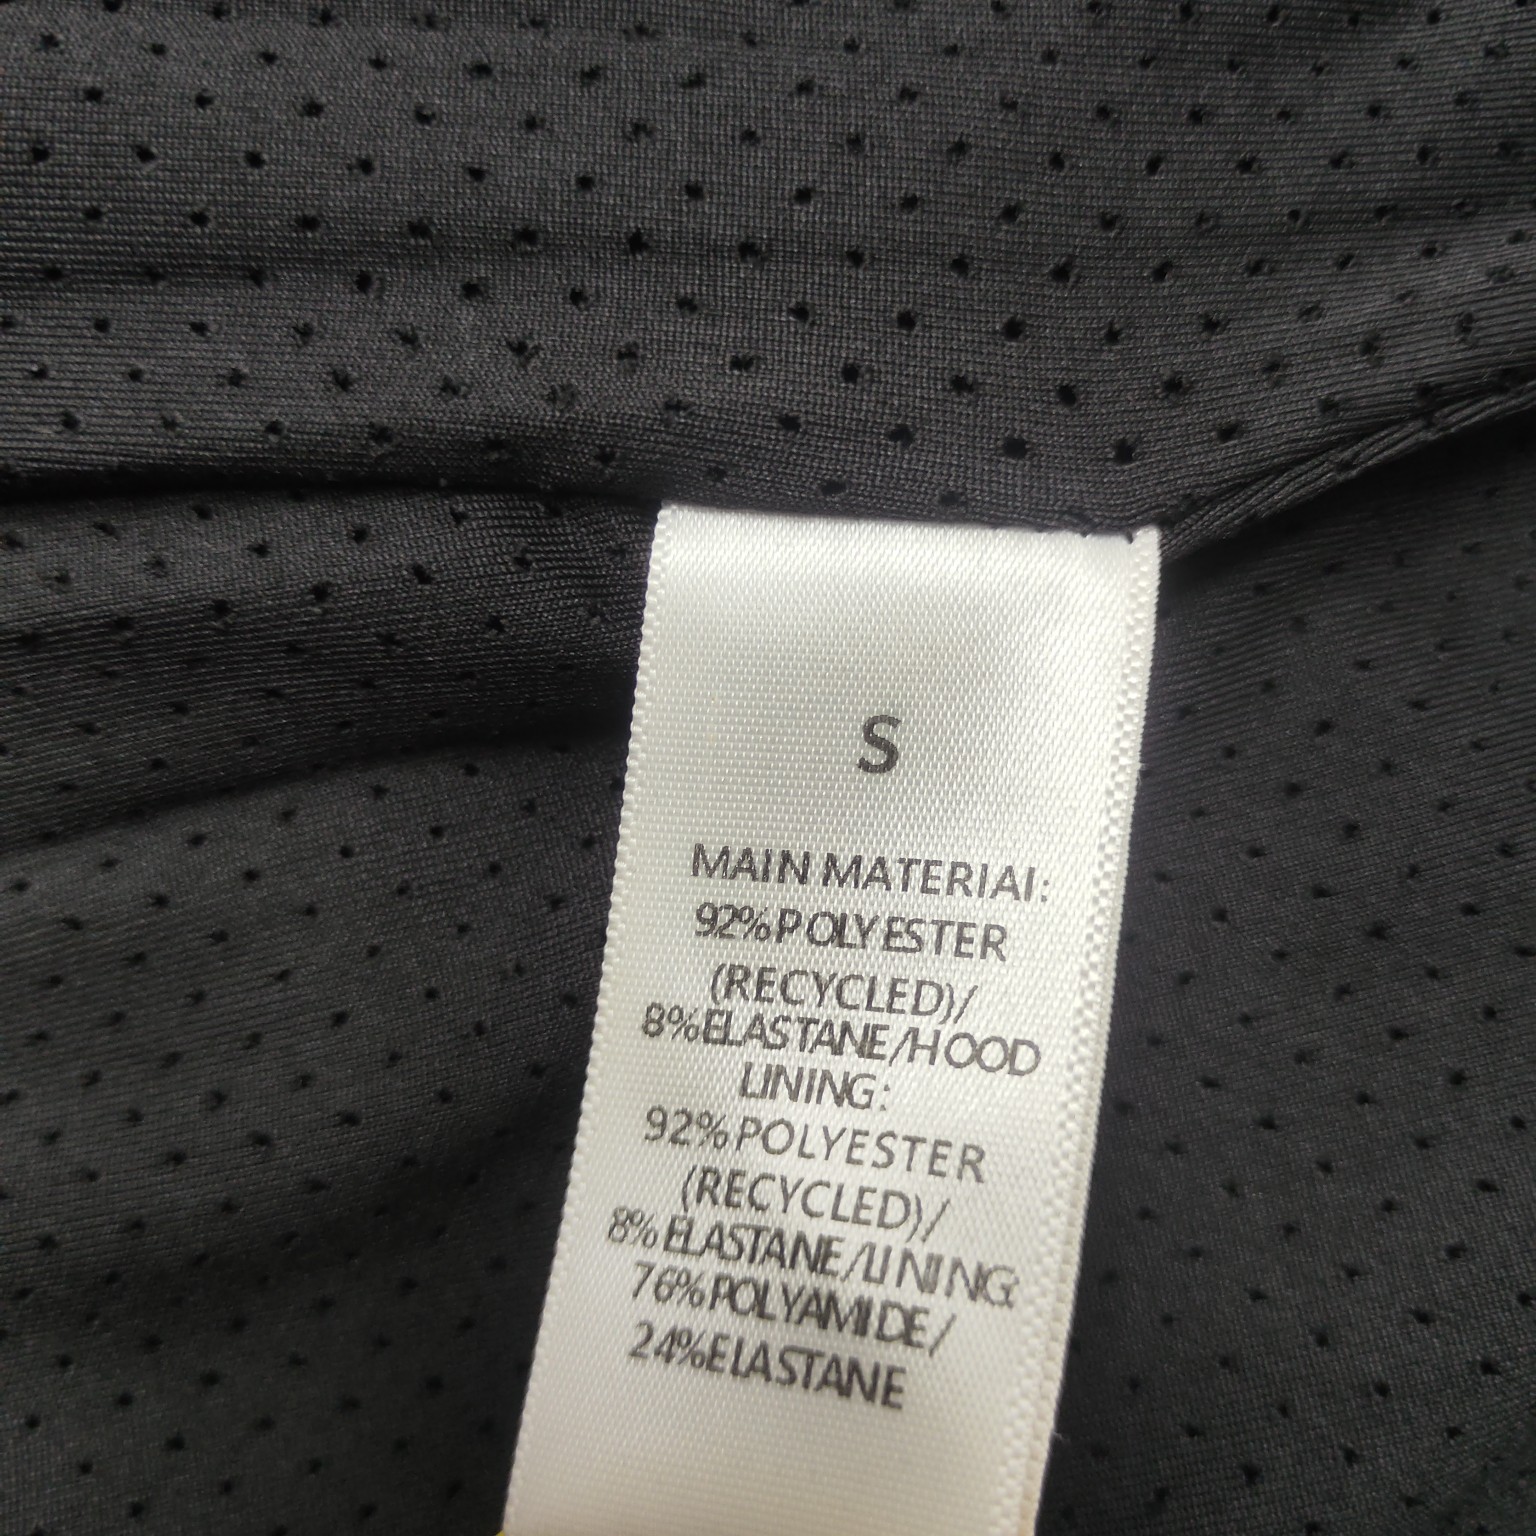 S
MAIN MATERIAI:
92%POLYESTER
(RECYCLED)/
8%ELASTANE/HOOD
LINING:
92%POLYESTER
(RECYCLED)/
8%ELASTANE/LINING:
76%POLYAMIDE/
24%ELASTANE